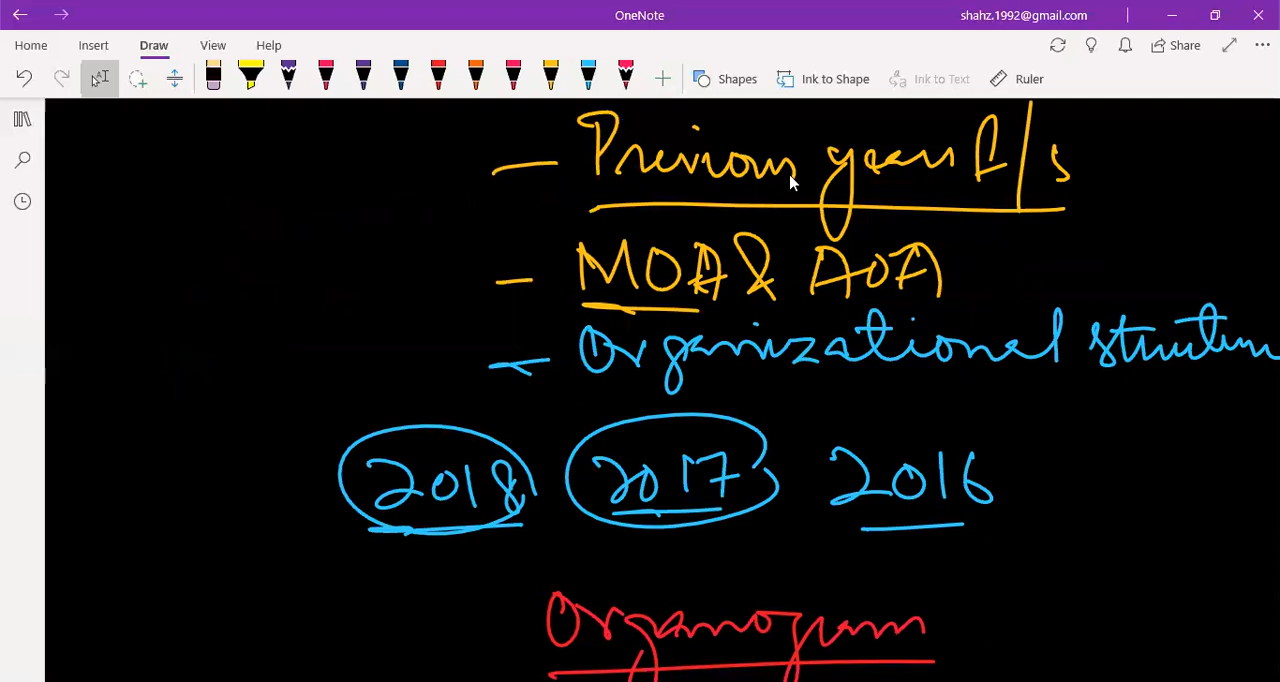 OneNote shahz.1992@gmail.com
Home Insert Draw View Help Share
Shapes Ink to Shape Ink to Text Ruler
- Previous year f/s
- MOA & AOA
- Organizational structure
2018 2017 2016
Organogram